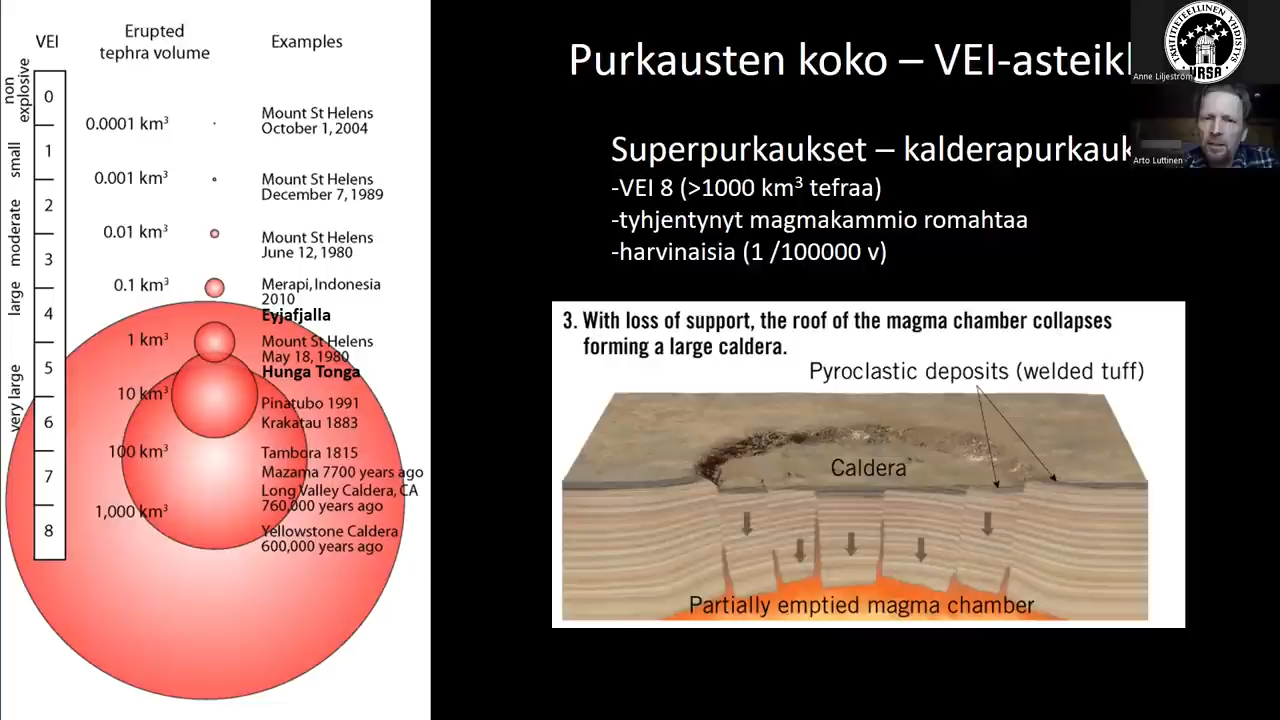 VEI
Erupted
tephra volume
Examples
non
explosive
small
moderate
large
very large
0
1
2
3
4
5
6
7
8
0.0001 km³
0.001 km³
0.01 km³
0.1 km³
1 km³
10 km³
100 km³
1,000 km³
Mount St Helens
October 1, 2004
Mount St Helens
December 7, 1989
Mount St Helens
June 12, 1980
Merapi, Indonesia
2010
Eyjafjalla
Mount St Helens
May 18, 1980
Hunga Tonga
Pinatubo 1991
Krakatau 1883
Tambora 1815
Mazama 7700 years ago
Long Valley Caldera, CA
760,000 years ago
Yellowstone Caldera
600,000 years ago
Purkausten koko – VEI-asteikk
Superpurkaukset – kalderapurkauk
-VEI 8 (>1000 km³ tefraa)
-tyhjentynyt magmakammio romahtaa
-harvinaisia (1 /100000 v)
3. With loss of support, the roof of the magma chamber collapses
forming a large caldera.
Pyroclastic deposits (welded tuff)
Caldera
Partially emptied magma chamber
TÄHTITIETEELLINEN YHDISTYS
URSA
Anne Liljeström
Arto Luttinen